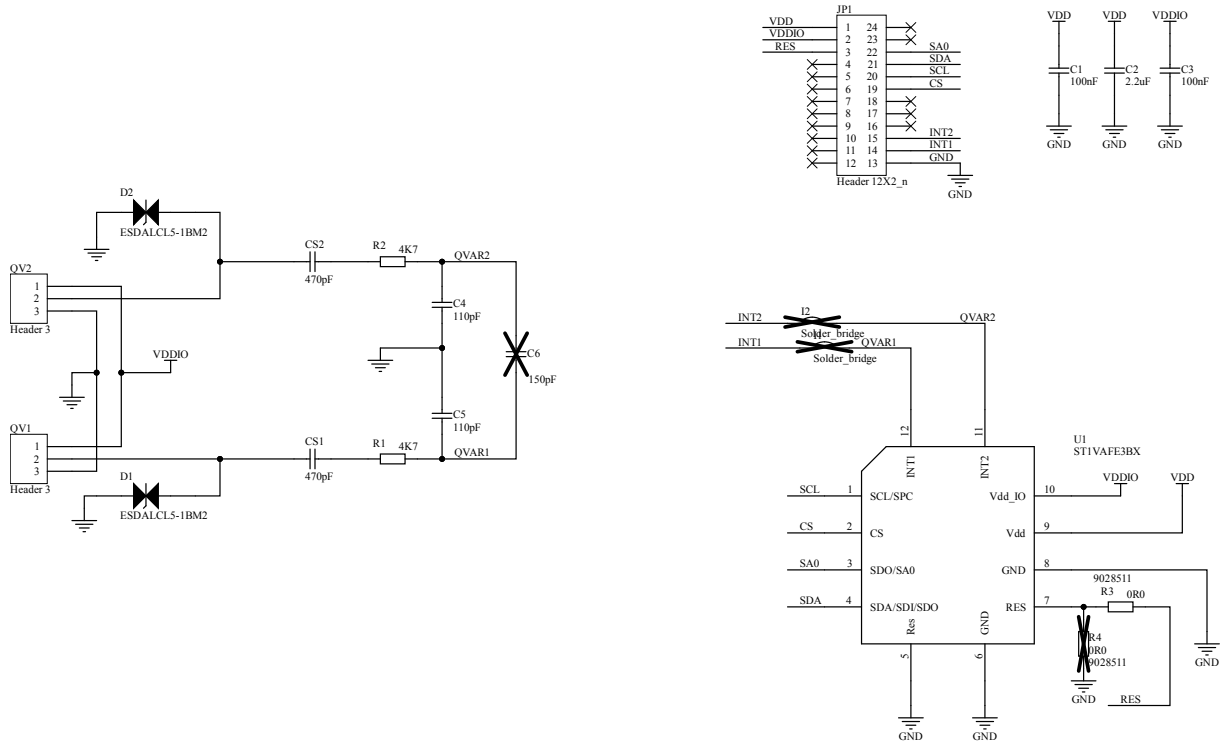 JP1
VDD 1 24
VDDIO 2 23
RES 3 22 SA0
4 21 SDA
5 20 SCL
6 19 CS
7 18
8 17
9 16
10 15 INT2
11 14 INT1
12 13 GND
Header 12X2_n
GND
VDD VDD VDDIO
C1 C2 C3
100nF 2.2uF 100nF
GND GND GND
D2
ESDALCL5-1BM2
CS2
470pF
R2 4K7
QVAR2
QV2
1
2
3
Header 3
C4
110pF
VDDIO
C6
150pF
C5
110pF
QV1
1
2
3
Header 3
CS1
470pF
R1 4K7
QVAR1
D1
ESDALCL5-1BM2
INT2 I2 QVAR2
Solder_bridge
INT1 QVAR1
Solder_bridge
12 11
INT1 INT2
U1
ST1VAFE3BX
SCL 1 SCL/SPC
CS 2 CS
SA0 3 SDO/SA0
SDA 4 SDA/SDI/SDO
Vdd_IO 10 VDDIO
VDD
Vdd 9
GND 8
RES 7
Res GND
5 6
GND GND
9028511
R3 0R0
R4
0R0
9028511
GND
RES
GND